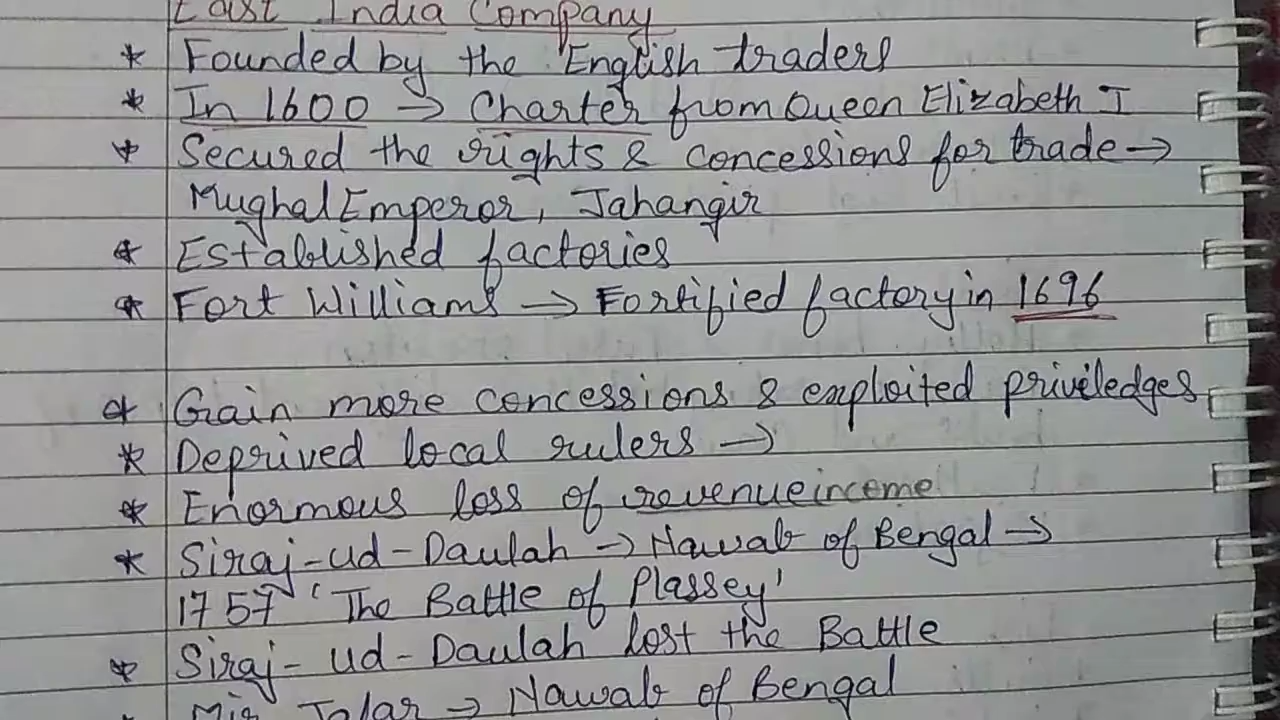 East India Company
* Founded by the English traders
* In 1600 → Charter from Queen Elizabeth I
* Secured the rights & concessions for trade →
Mughal Emperor, Jahangir
* Established factories
* Fort Williams → Fortified factory in 1696
* Gain more concessions & exploited priviledges
* Deprived local rulers →
* Enormous loss of revenue income
* Siraj-ud-Daulah → Nawab of Bengal →
1757 'The Battle of Plassey'
* Siraj-ud-Daulah lost the Battle
* Mir Jafar → Nawab of Bengal